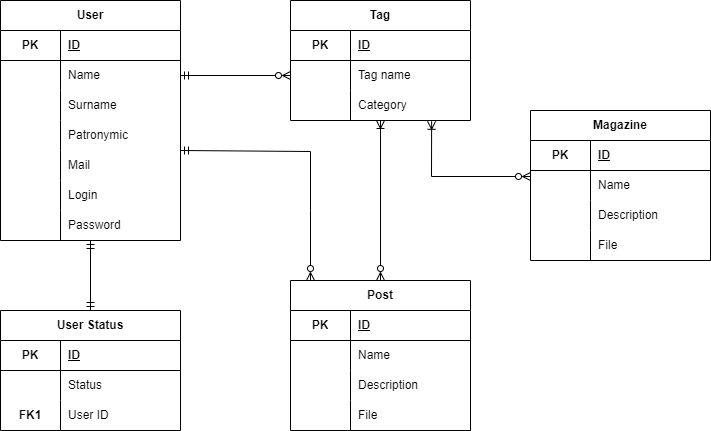 User
PK ID
Name
Surname
Patronymic
Mail
Login
Password
Tag
PK ID
Tag name
Category
Magazine
PK ID
Name
Description
File
User Status
PK ID
Status
FK1 User ID
Post
PK ID
Name
Description
File